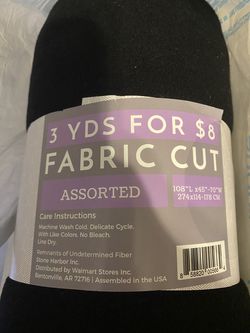 3 YDS FOR $8
FABRIC CUT
ASSORTED
108"L x45"-70"W
274x114-178 CM
Care Instructions
Machine Wash Cold. Delicate Cycle.
With Like Colors. No Bleach.
Line Dry.
Remnants of Undetermined Fiber
Stone Harbor Inc.
Distributed by Walmart Stores Inc.
Bentonville, AR 72716 | Assembled in the USA